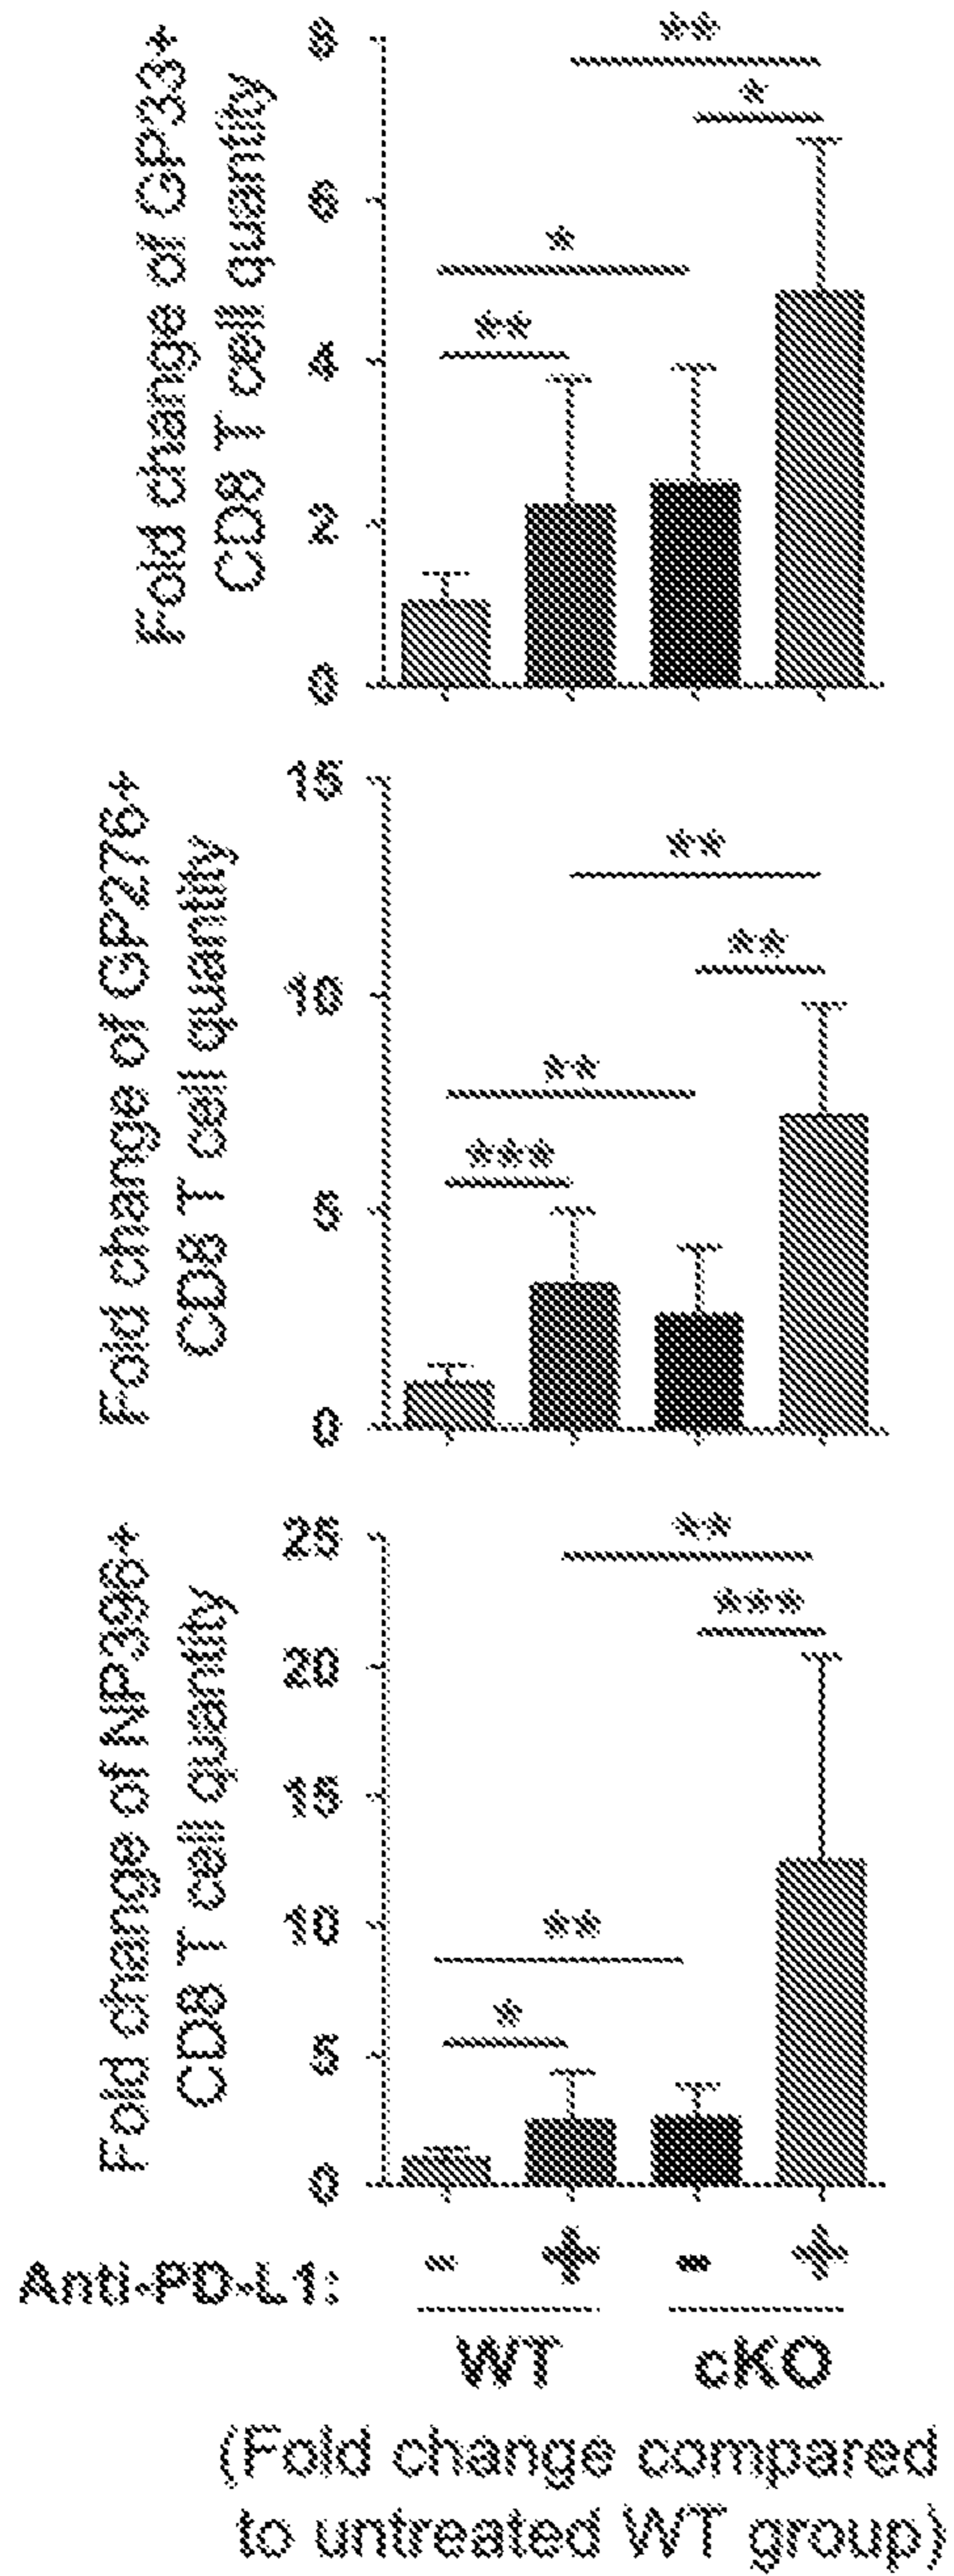 Fold change of GP33+
CD8 T cell quantity
8
6
4
2
0
**
*
*
**
Fold change of GP276+
CD8 T cell quantity
15
10
5
0
**
**
**
***
Fold change of NP396+
CD8 T cell quantity
25
20
15
10
5
0
**
***
**
*
Anti-PD-L1: - + - +
WT cKO
(Fold change compared
to untreated WT group)